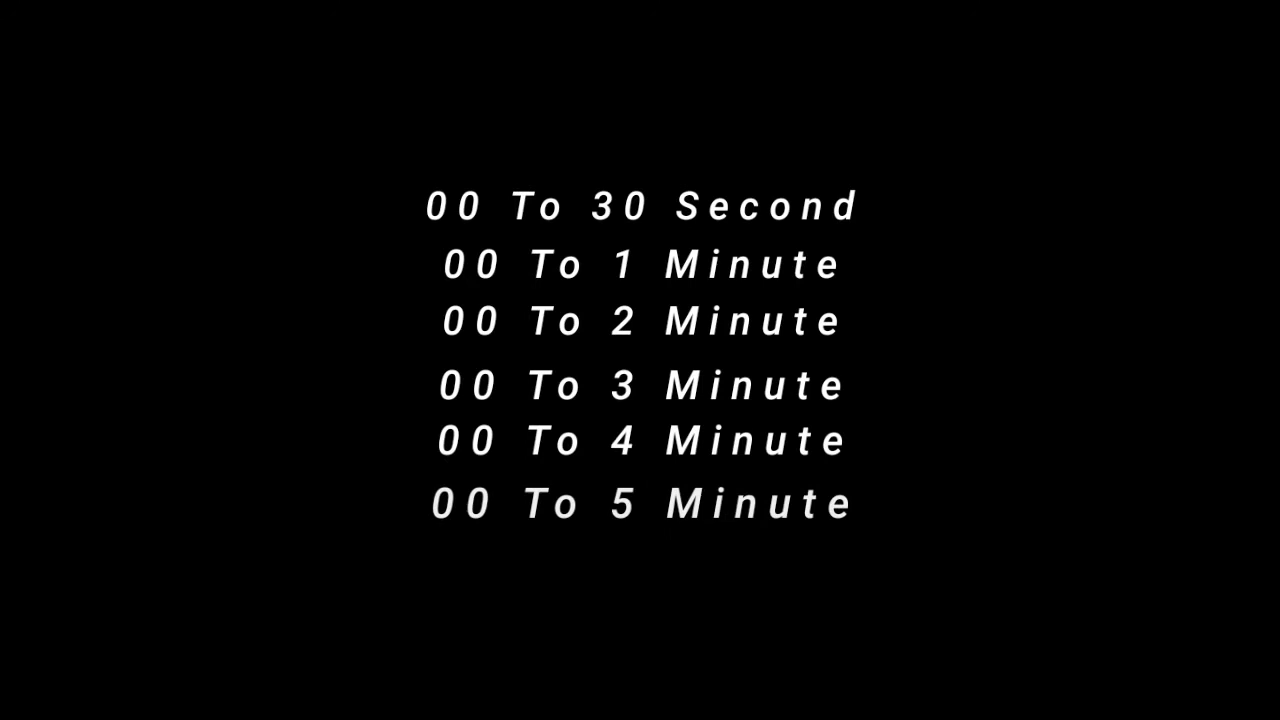 00 To 30 Second
00 To 1 Minute
00 To 2 Minute
00 To 3 Minute
00 To 4 Minute
00 To 5 Minute